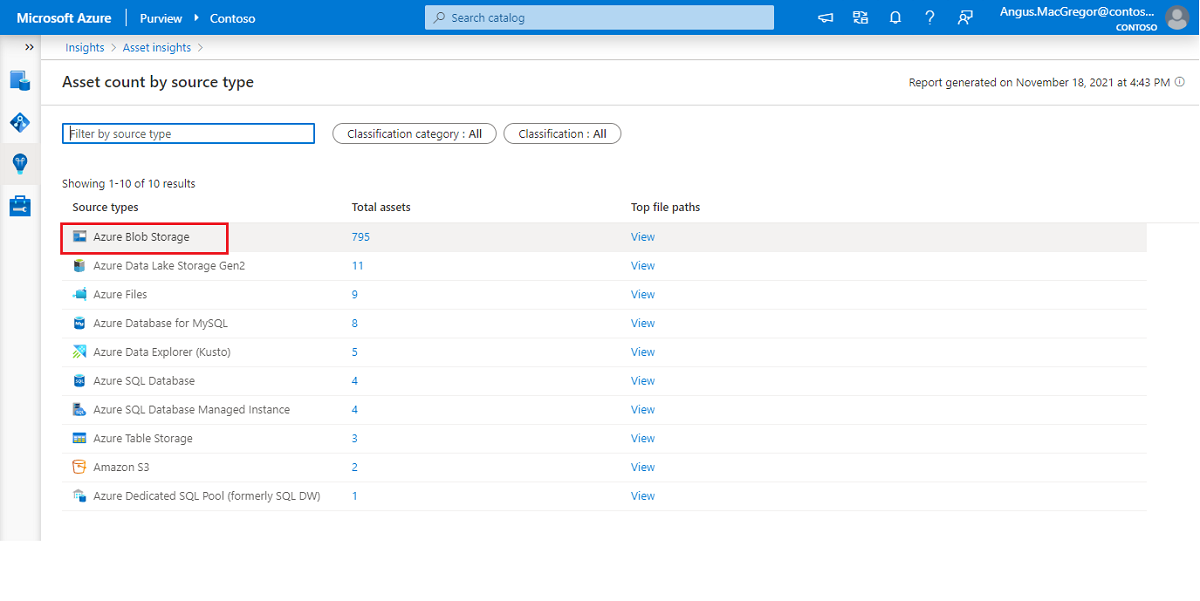 Microsoft Azure Purview Contoso Search catalog ? Angus.MacGregor@contos...
CONTOSO
Insights > Asset insights >
Asset count by source type Report generated on November 18, 2021 at 4:43 PM
Filter by source type Classification category : All Classification : All
Showing 1-10 of 10 results
Source types Total assets Top file paths
Azure Blob Storage 795 View
Azure Data Lake Storage Gen2 11 View
Azure Files 9 View
Azure Database for MySQL 8 View
Azure Data Explorer (Kusto) 5 View
Azure SQL Database 4 View
Azure SQL Database Managed Instance 4 View
Azure Table Storage 3 View
Amazon S3 2 View
Azure Dedicated SQL Pool (formerly SQL DW) 1 View